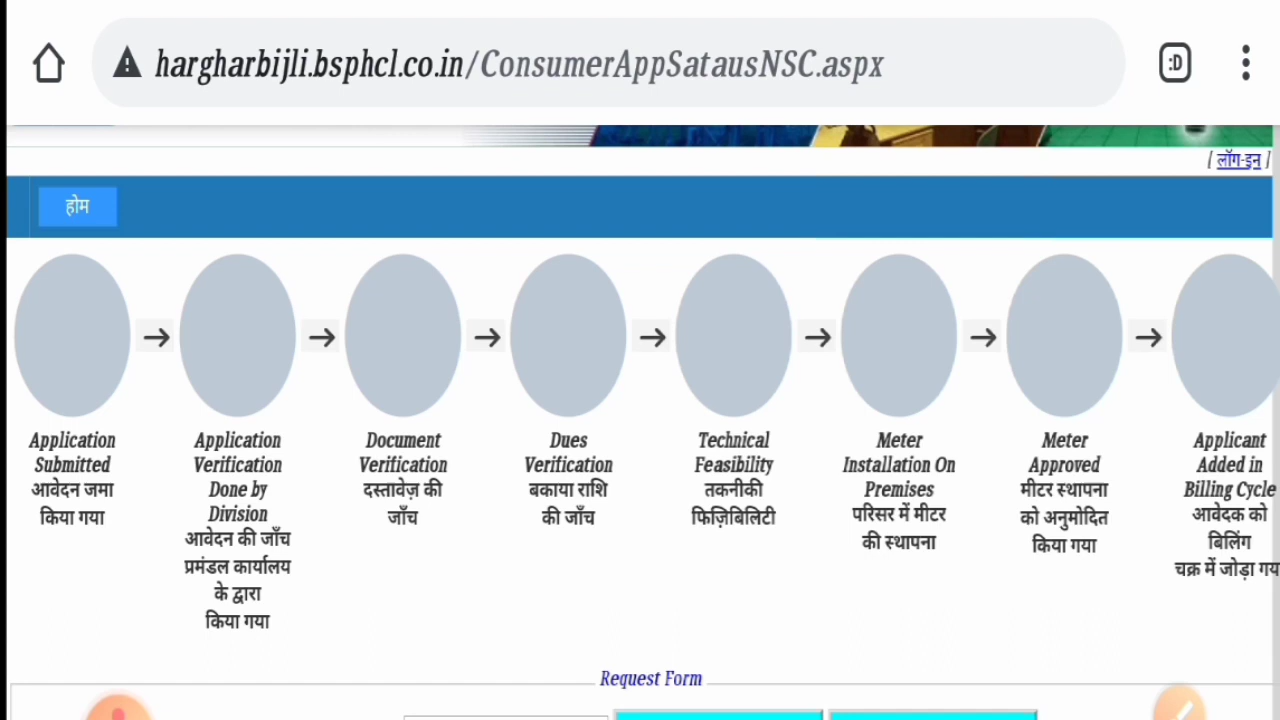 hargharbijli.bsphcl.co.in/ConsumerAppSatausNSC.aspx
:D
[ लॉग-इन ]
होम
Application
Submitted
आवेदन जमा
किया गया
Application
Verification
Done by
Division
आवेदन की जाँच
प्रमंडल कार्यालय
के द्वारा
किया गया
Document
Verification
दस्तावेज़ की
जाँच
Dues
Verification
बकाया राशि
की जाँच
Technical
Feasibility
तकनीकी
फिज़िबिलिटी
Meter
Installation On
Premises
परिसर में मीटर
की स्थापना
Meter
Approved
मीटर स्थापना
को अनुमोदित
किया गया
Applicant
Added in
Billing Cycle
आवेदक को
बिलिंग
चक्र में जोड़ा गय
Request Form